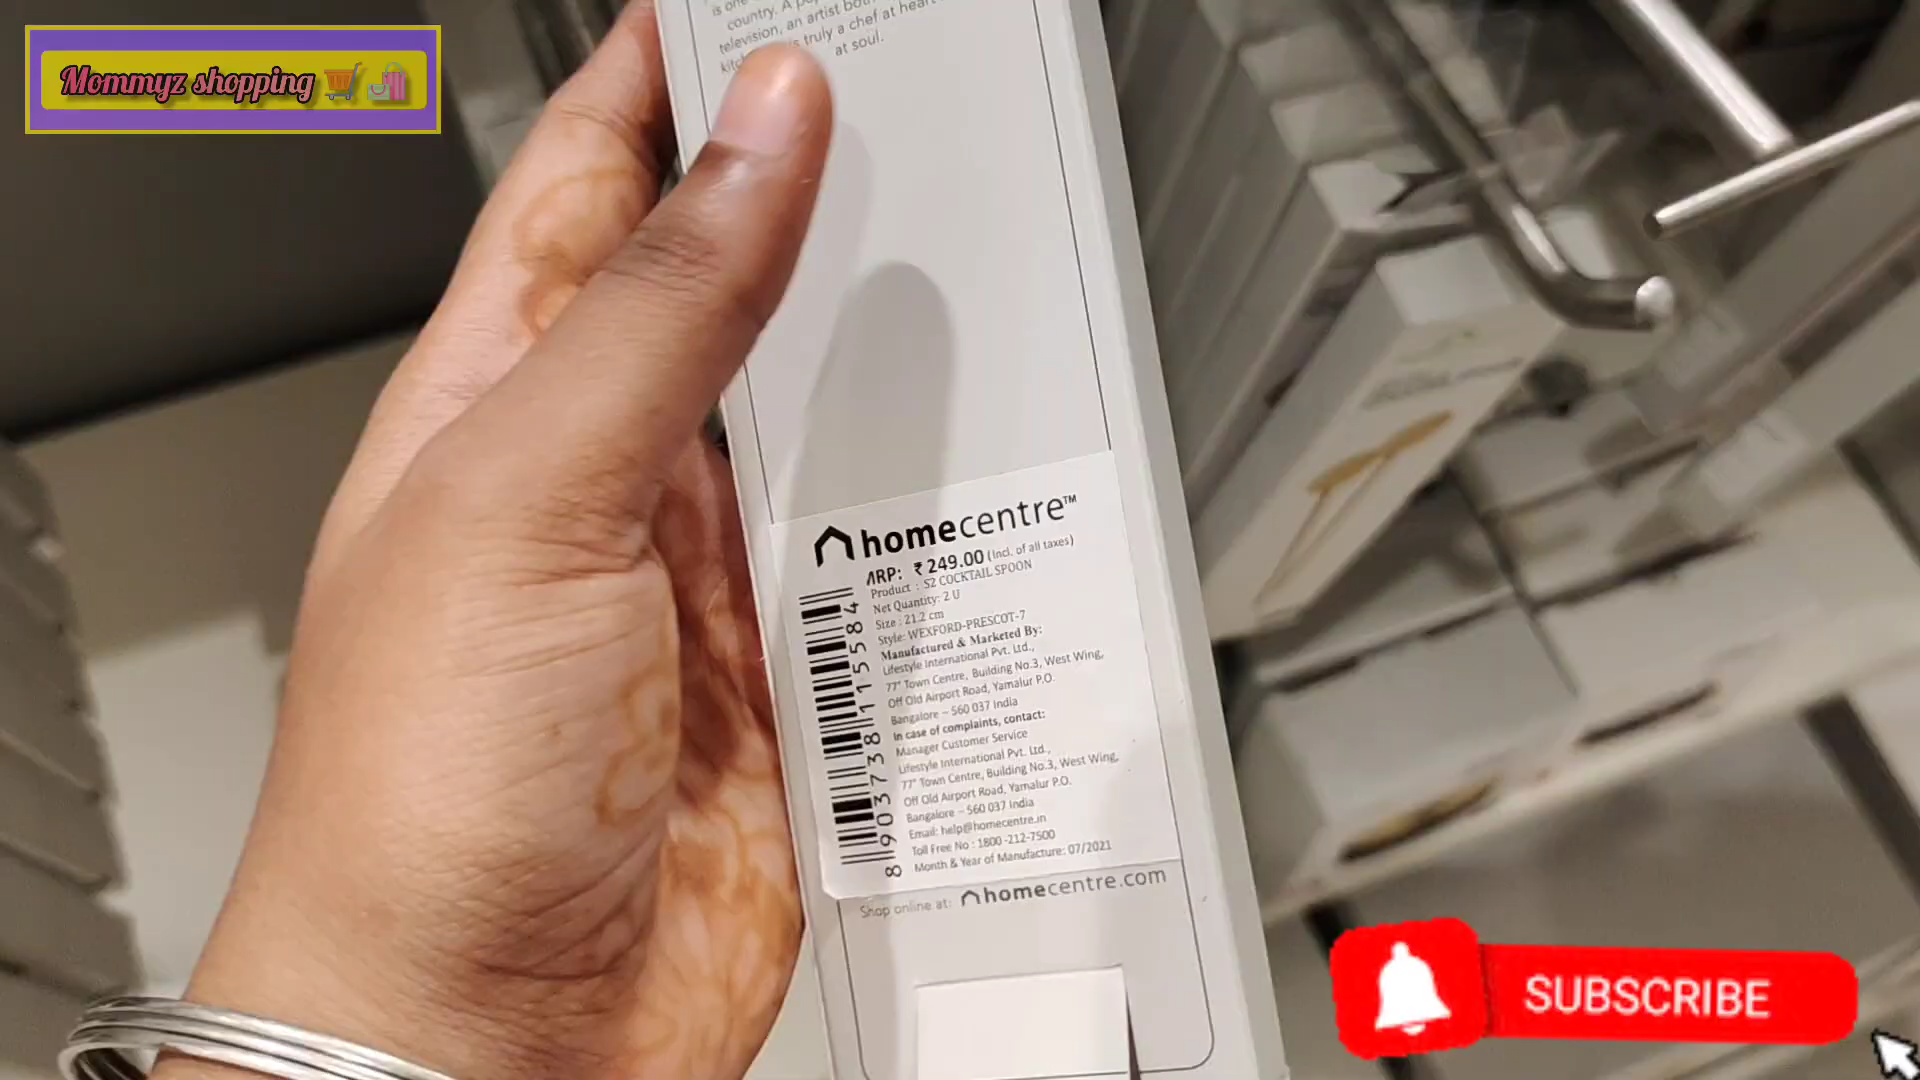 Mommyz shopping
is one
country. A
television, an artist both
truly a chef at heart
at soul.
homecentre™
MRP: ₹ 249.00 (Incl. of all taxes)
Product : S2 COCKTAIL SPOON
Net Quantity: 2 U
Size : 21.2 cm
Style: WEXFORD-PRESCOT-7
Manufactured & Marketed By:
Lifestyle International Pvt. Ltd.,
77° Town Centre, Building No.3, West Wing,
Off Old Airport Road, Yamalur P.O.
Bangalore – 560 037 India
In case of complaints, contact:
Manager Customer Service
Lifestyle International Pvt. Ltd.,
77° Town Centre, Building No.3, West Wing,
Off Old Airport Road, Yamalur P.O.
Bangalore – 560 037 India
Email: help@homecentre.in
Toll Free No : 1800-212-7500
Month & Year of Manufacture: 07/2021
8903738115584
Shop online at: homecentre.com
SUBSCRIBE